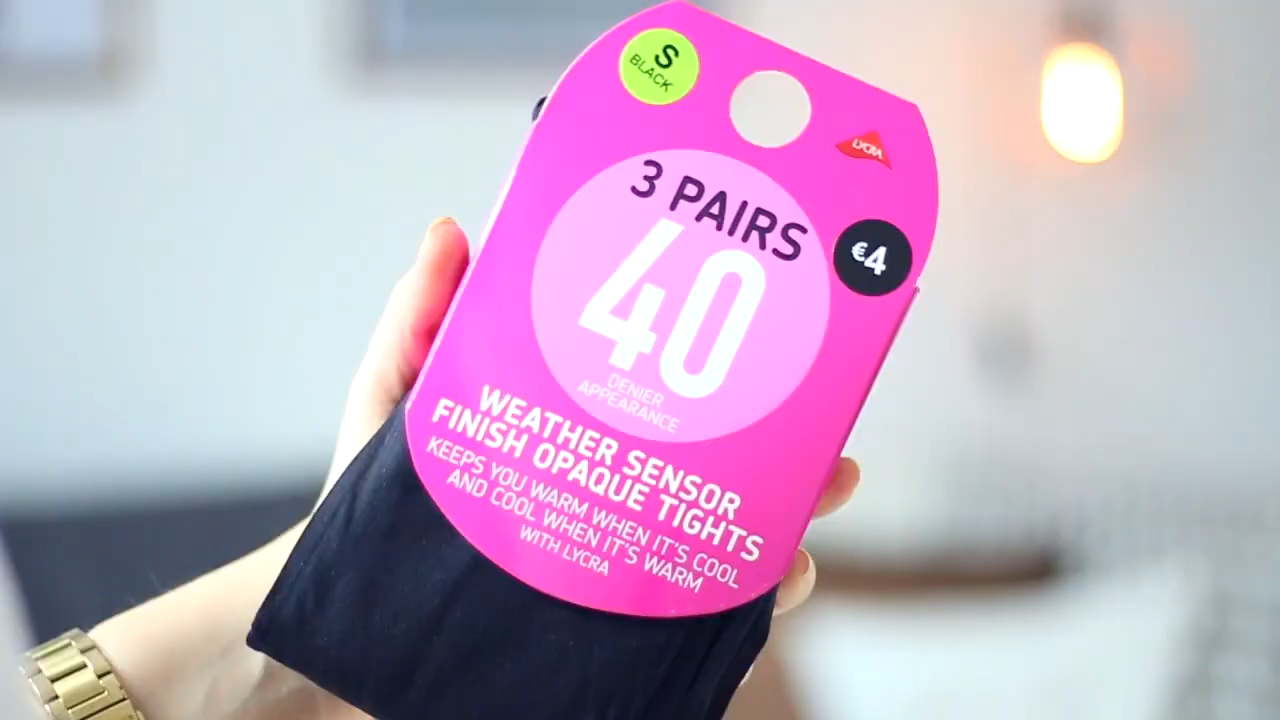 S
BLACK
LYCRA
3 PAIRS
40
€4
DENIER
APPEARANCE
WEATHER SENSOR
FINISH OPAQUE TIGHTS
KEEPS YOU WARM WHEN IT'S COOL
AND COOL WHEN IT'S WARM
WITH LYCRA